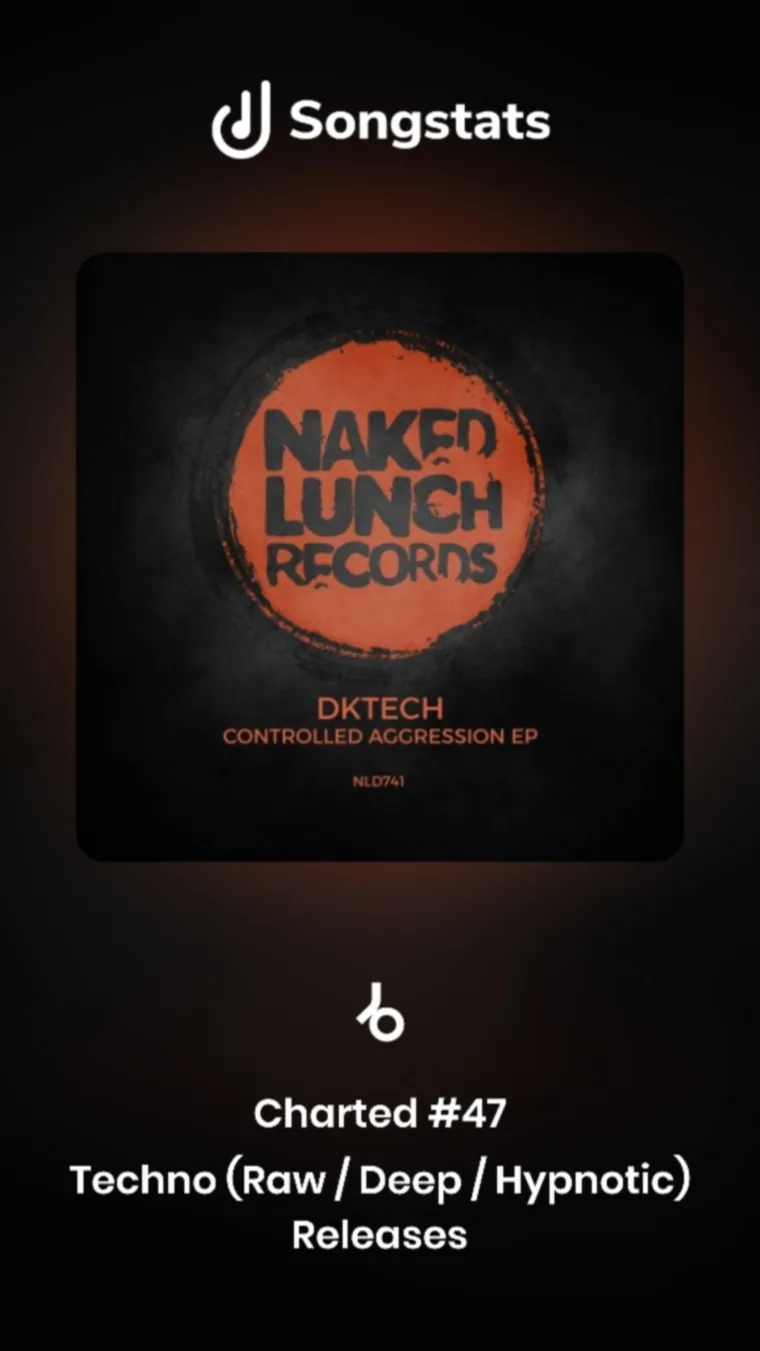 Songstats
NAKED
LUNCH
RECORDS
DKTECH
CONTROLLED AGGRESSION EP
NLD741
Charted #47
Techno (Raw / Deep / Hypnotic)
Releases